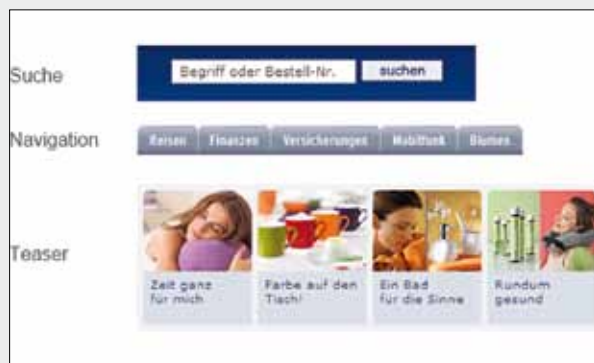 Suche
Begriff oder Bestell-Nr. suchen
Navigation
Reisen Finanzen Versicherungen Mobilfunk Blumen
Teaser
Zeit ganz
für mich
Farbe auf den
Tisch!
Ein Bad
für die Sinne
Rundum
gesund